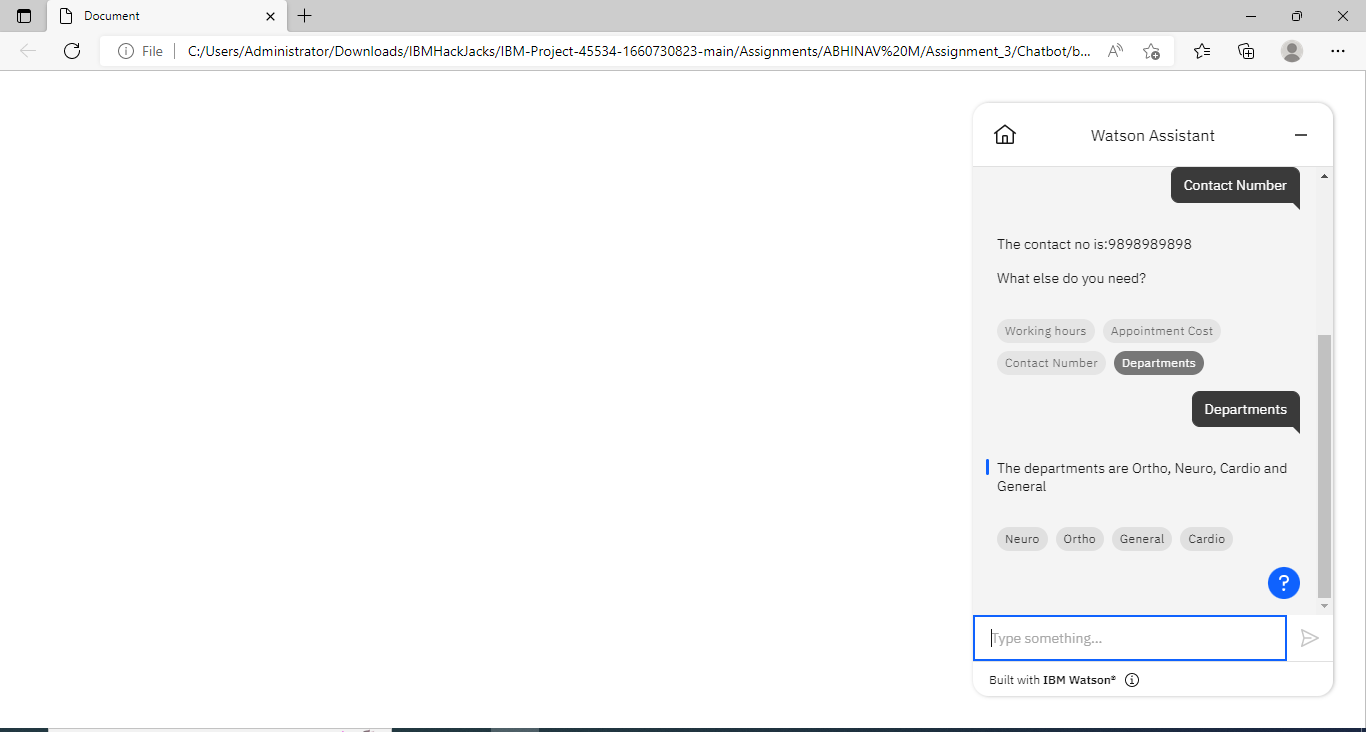 Document
File
C:/Users/Administrator/Downloads/IBMHackJacks/IBM-Project-45534-1660730823-main/Assignments/ABHINAV%20M/Assignment_3/Chatbot/b...
Watson Assistant
Contact Number
The contact no is:9898989898
What else do you need?
Working hours Appointment Cost
Contact Number Departments
Departments
The departments are Ortho, Neuro, Cardio and
General
Neuro Ortho General Cardio
?
Type something...
Built with IBM Watson®